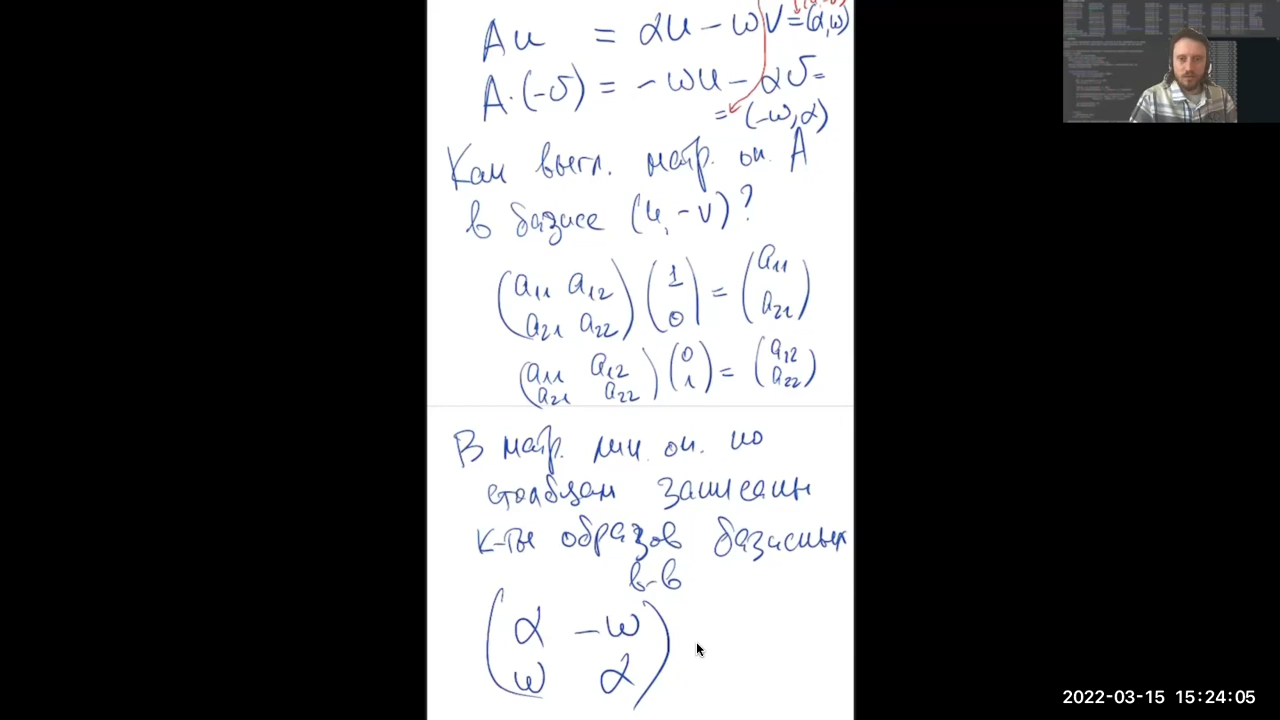 Au = αu - ωv = (α, ω)
A·(-v) = -ωu - αv =
= (-ω, α)
Как выгл. матр. оп. A
в базисе (u, -v)?
(a11 a12
a21 a22) (1
0) = (a11
a21)
(a11 a12
a21 a22) (0
1) = (a12
a22)
В матр. лин. оп. по
столбцам записаны
к-ты образов базисных
в-в
(α -ω
ω α)
2022-03-15 15:24:05